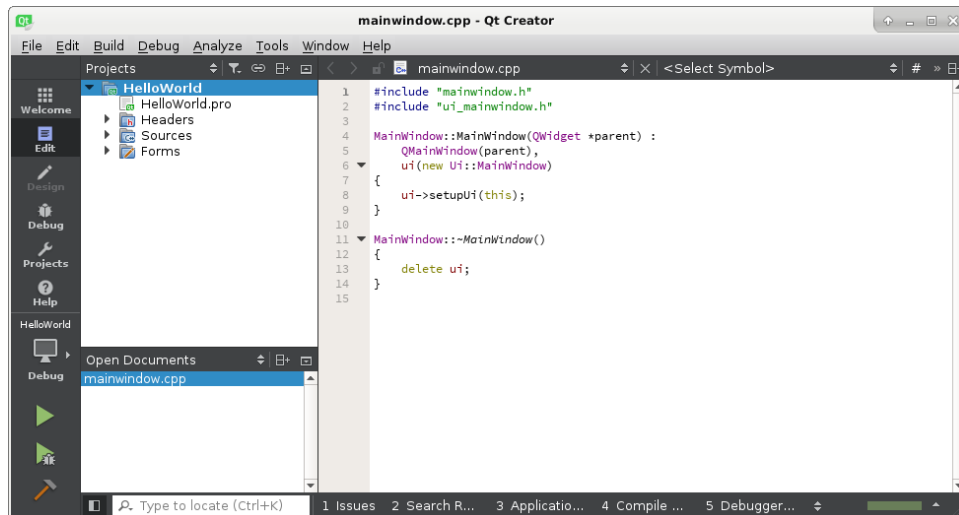 Qt mainwindow.cpp - Qt Creator
File Edit Build Debug Analyze Tools Window Help
Projects
mainwindow.cpp
<Select Symbol>
#
»
Welcome
Edit
Design
Debug
Projects
Help
HelloWorld
Debug
HelloWorld
HelloWorld.pro
Headers
Sources
Forms
Open Documents
mainwindow.cpp
1 #include "mainwindow.h"
2 #include "ui_mainwindow.h"
3
4 MainWindow::MainWindow(QWidget *parent) :
5     QMainWindow(parent),
6     ui(new Ui::MainWindow)
7 {
8     ui->setupUi(this);
9 }
10
11 MainWindow::~MainWindow()
12 {
13     delete ui;
14 }
15
Type to locate (Ctrl+K) 1 Issues 2 Search R... 3 Applicatio... 4 Compile ... 5 Debugger...